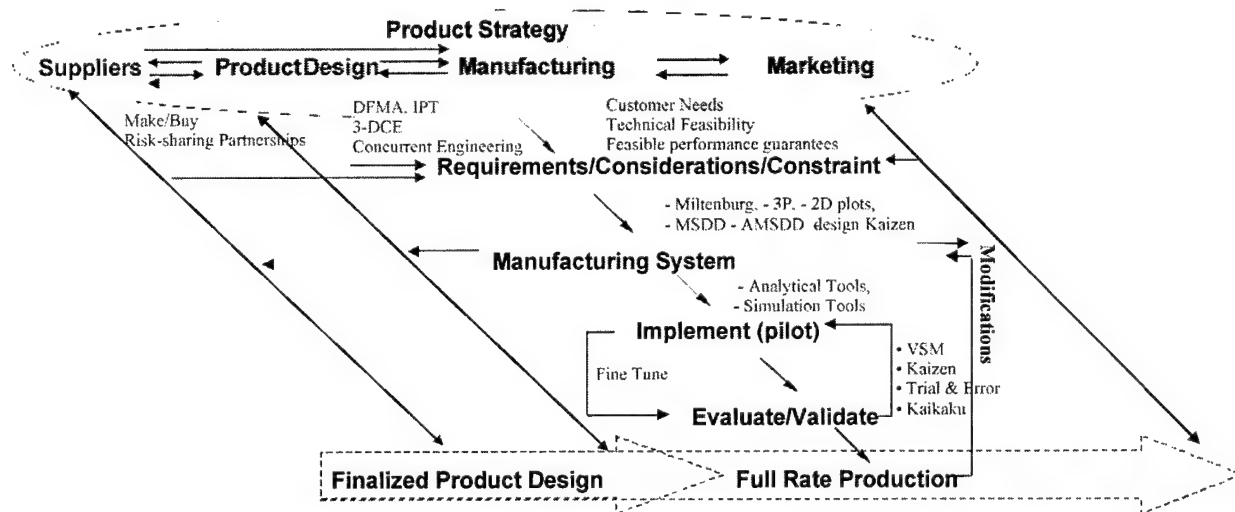 Product Strategy
Suppliers
Product Design
Manufacturing
Marketing
Make/Buy
Risk-sharing Partnerships
DFMA, IPT
3-DCE
Concurrent Engineering
Customer Needs
Technical Feasibility
Feasible performance guarantees
Requirements/Considerations/Constraint
- Miltenburg. - 3P. - 2D plots,
- MSDD - AMSDD design Kaizen
Manufacturing System
Modifications
- Analytical Tools,
- Simulation Tools
Implement (pilot)
Fine Tune
• VSM
• Kaizen
• Trial & Error
• Kaikaku
Evaluate/Validate
Finalized Product Design
Full Rate Production